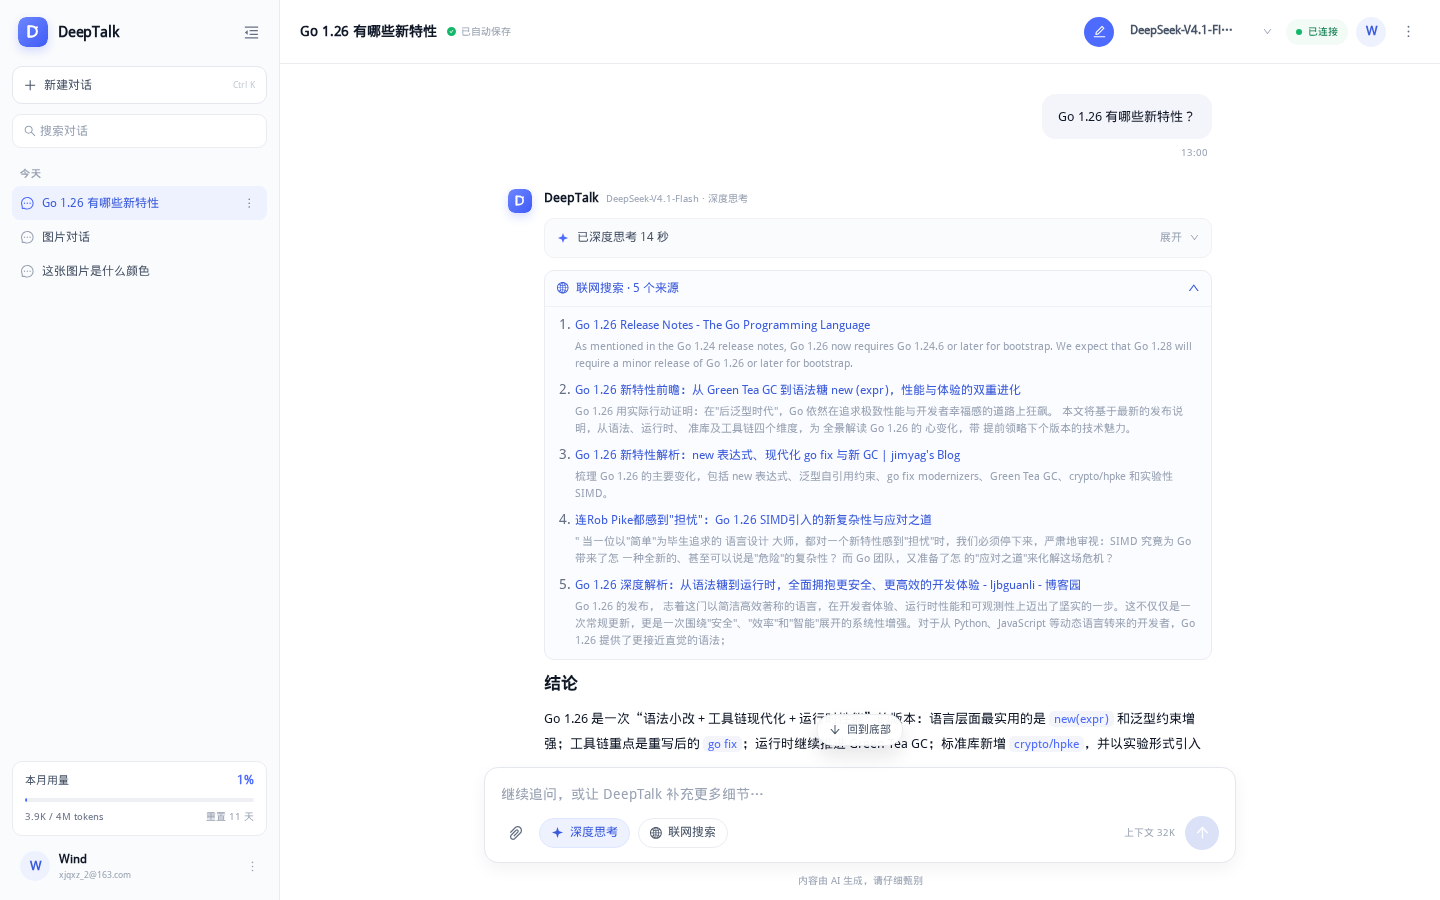 DeepTalk
新建对话
Ctrl K
搜索对话
今天
Go 1.26 有哪些新特性
图片对话
这张图片是什么颜色
本月用量
1%
3.9K / 4M tokens
重置 11 天
W
Wind
xjqxz_2@163.com
Go 1.26 有哪些新特性
已自动保存
DeepSeek-V4.1-Fl···
已连接
W
Go 1.26 有哪些新特性？
13:00
DeepTalk
DeepSeek-V4.1-Flash · 深度思考
已深度思考 14 秒
展开
联网搜索 · 5 个来源
1. Go 1.26 Release Notes - The Go Programming Language
As mentioned in the Go 1.24 release notes, Go 1.26 now requires Go 1.24.6 or later for bootstrap. We expect that Go 1.28 will
require a minor release of Go 1.26 or later for bootstrap.
2. Go 1.26 新特性前瞻：从 Green Tea GC 到语法糖 new (expr)，性能与体验的双重进化
Go 1.26 用实际行动证明：在"后泛型时代"，Go 依然在追求极致性能与开发者幸福感的道路上狂飙。 本文将基于最新的发布说
明，从语法、运行时、 准库及工具链四个维度，为 全景解读 Go 1.26 的 心变化，带 提前领略下个版本的技术魅力。
3. Go 1.26 新特性解析：new 表达式、现代化 go fix 与新 GC | jimyag's Blog
梳理 Go 1.26 的主要变化，包括 new 表达式、泛型自引用约束、go fix modernizers、Green Tea GC、crypto/hpke 和实验性
SIMD。
4. 连Rob Pike都感到"担忧"：Go 1.26 SIMD引入的新复杂性与应对之道
" 当一位以"简单"为毕生追求的 语言设计 大师，都对一个新特性感到"担忧"时，我们必须停下来，严肃地审视：SIMD 究竟为 Go
带来了怎 一种全新的、甚至可以说是"危险"的复杂性？ 而 Go 团队，又准备了怎 的"应对之道"来化解这场危机？
5. Go 1.26 深度解析：从语法糖到运行时，全面拥抱更安全、更高效的开发体验 - ljbguanli - 博客园
Go 1.26 的发布， 志着这门以简洁高效著称的语言，在开发者体验、运行时性能和可观测性上迈出了坚实的一步。这不仅仅是一
次常规更新，更是一次围绕"安全"、"效率"和"智能"展开的系统性增强。对于从 Python、JavaScript 等动态语言转来的开发者，Go
1.26 提供了更接近直觉的语法；
结论
Go 1.26 是一次“语法小改 + 工具链现代化 + 运行 版本：语言层面最实用的是 new(expr) 和泛型约束增
强；工具链重点是重写后的 go fix；运行时继续推进 Green Tea GC；标准库新增 crypto/hpke，并以实验形式引入
回到底部
继续追问，或让 DeepTalk 补充更多细节···
深度思考
联网搜索
上下文 32K
内容由 AI 生成，请仔细甄别